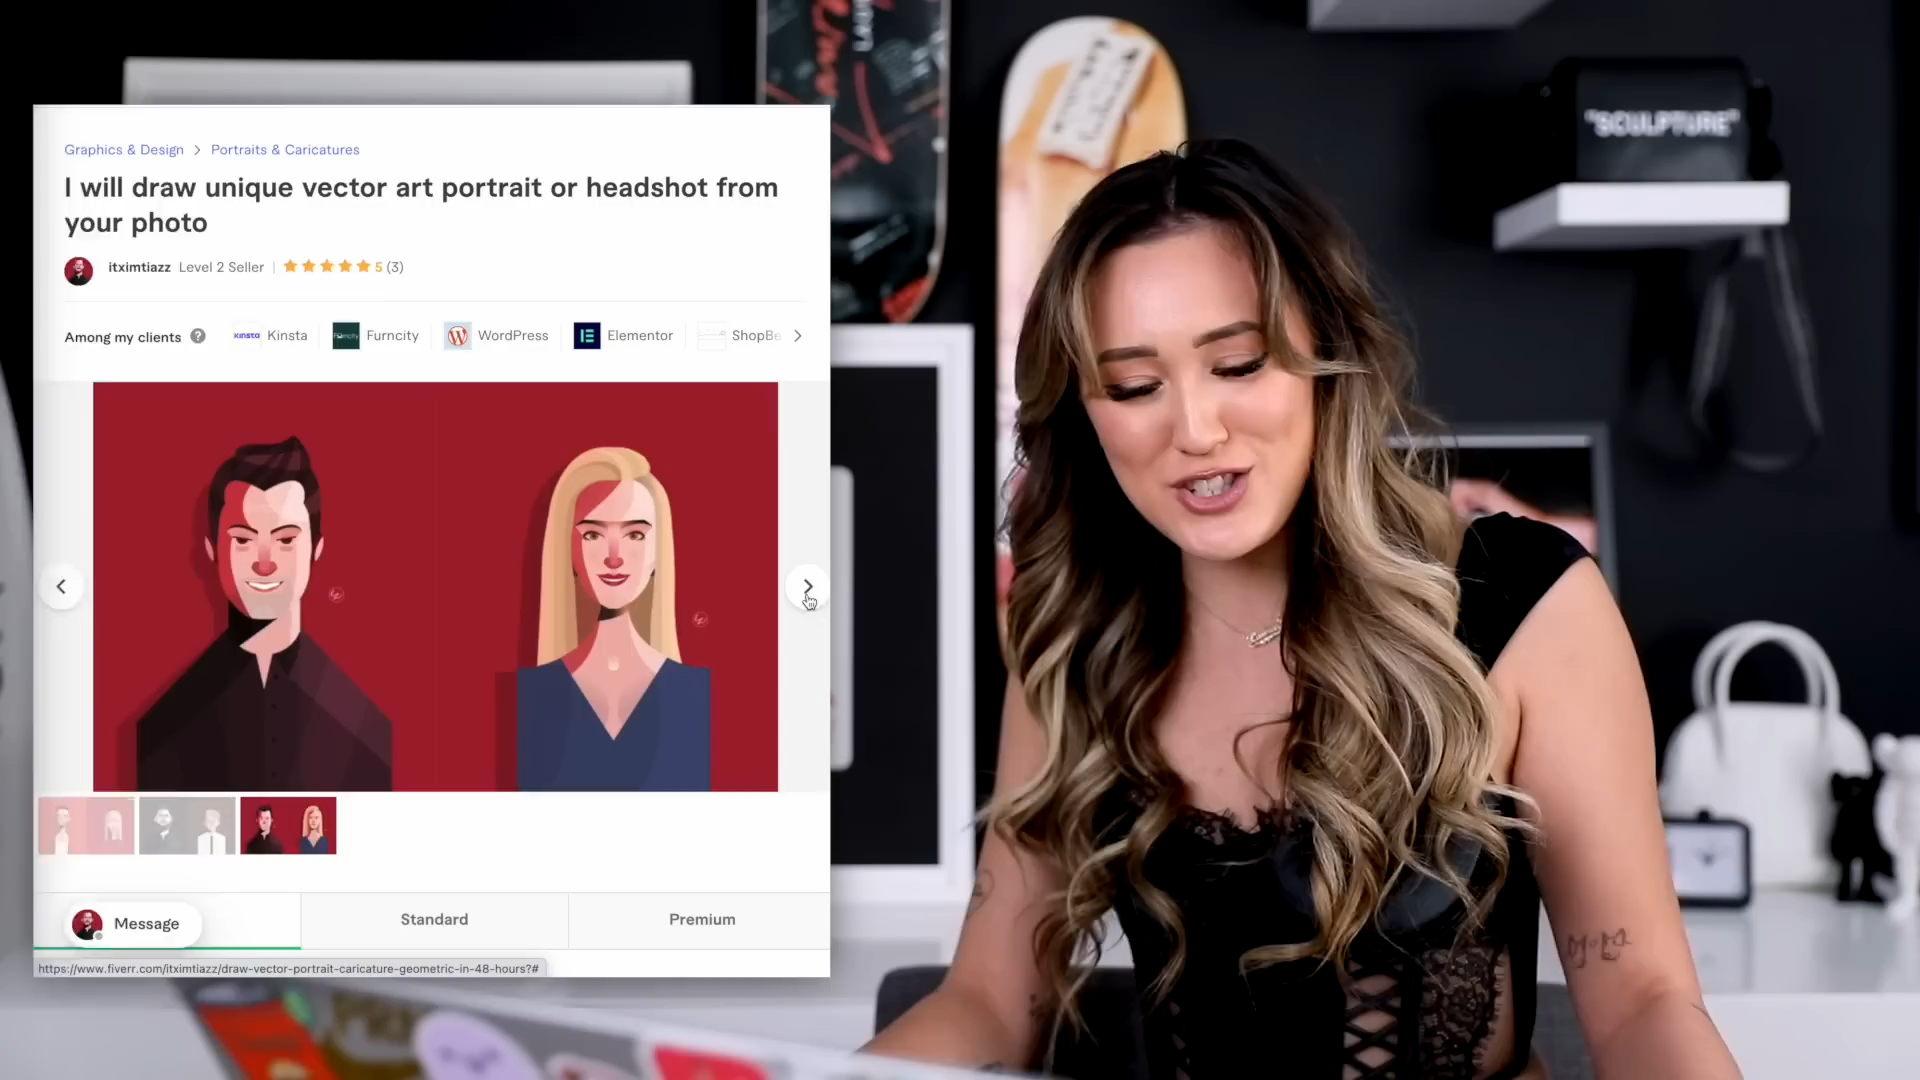 Graphics & Design > Portraits & Caricatures
I will draw unique vector art portrait or headshot from
your photo
itximtiazz Level 2 Seller | 5 (3)
Among my clients ? KINSTA Kinsta Furncity Furncity WordPress Elementor ShopBe
Message
Standard
Premium
https://www.fiverr.com/itximtiazz/draw-vector-portrait-caricature-geometric-in-48-hours?#
"SCULPTURE"